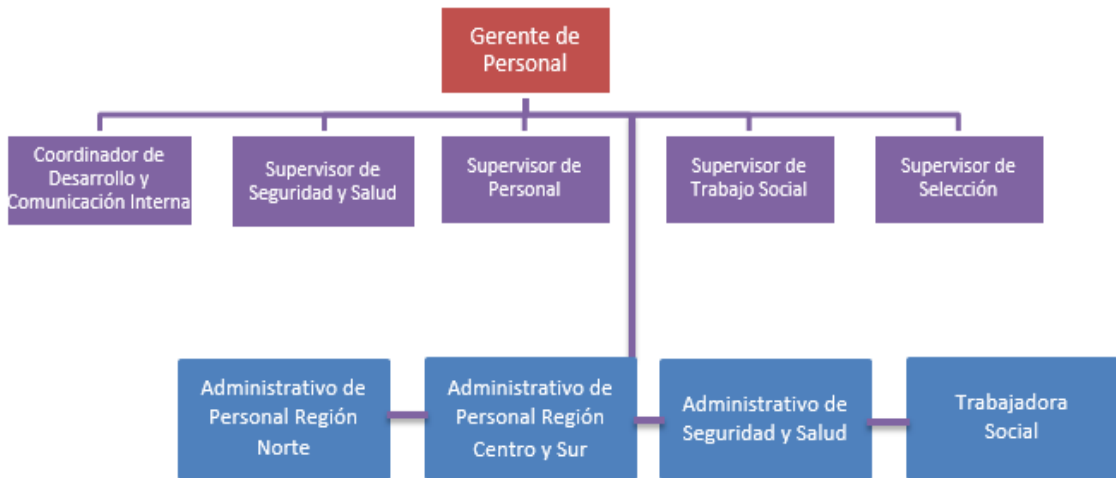 Gerente de
Personal
Coordinador de
Desarrollo y
Comunicación Interna
Supervisor de
Seguridad y Salud
Supervisor de
Personal
Supervisor de
Trabajo Social
Supervisor de
Selección
Administrativo de
Personal Región
Norte
Administrativo de
Personal Región
Centro y Sur
Administrativo de
Seguridad y Salud
Trabajadora
Social